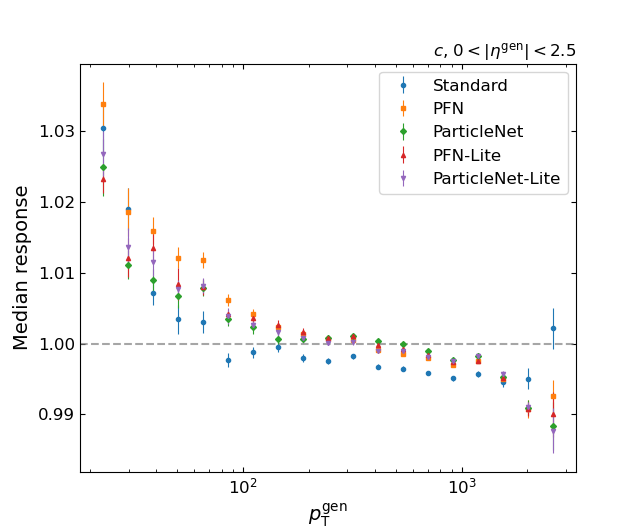 c, 0 < |η^gen| < 2.5
Standard
PFN
ParticleNet
PFN-Lite
ParticleNet-Lite
Median response
1.03
1.02
1.01
1.00
0.99
10^2
10^3
p_T^gen